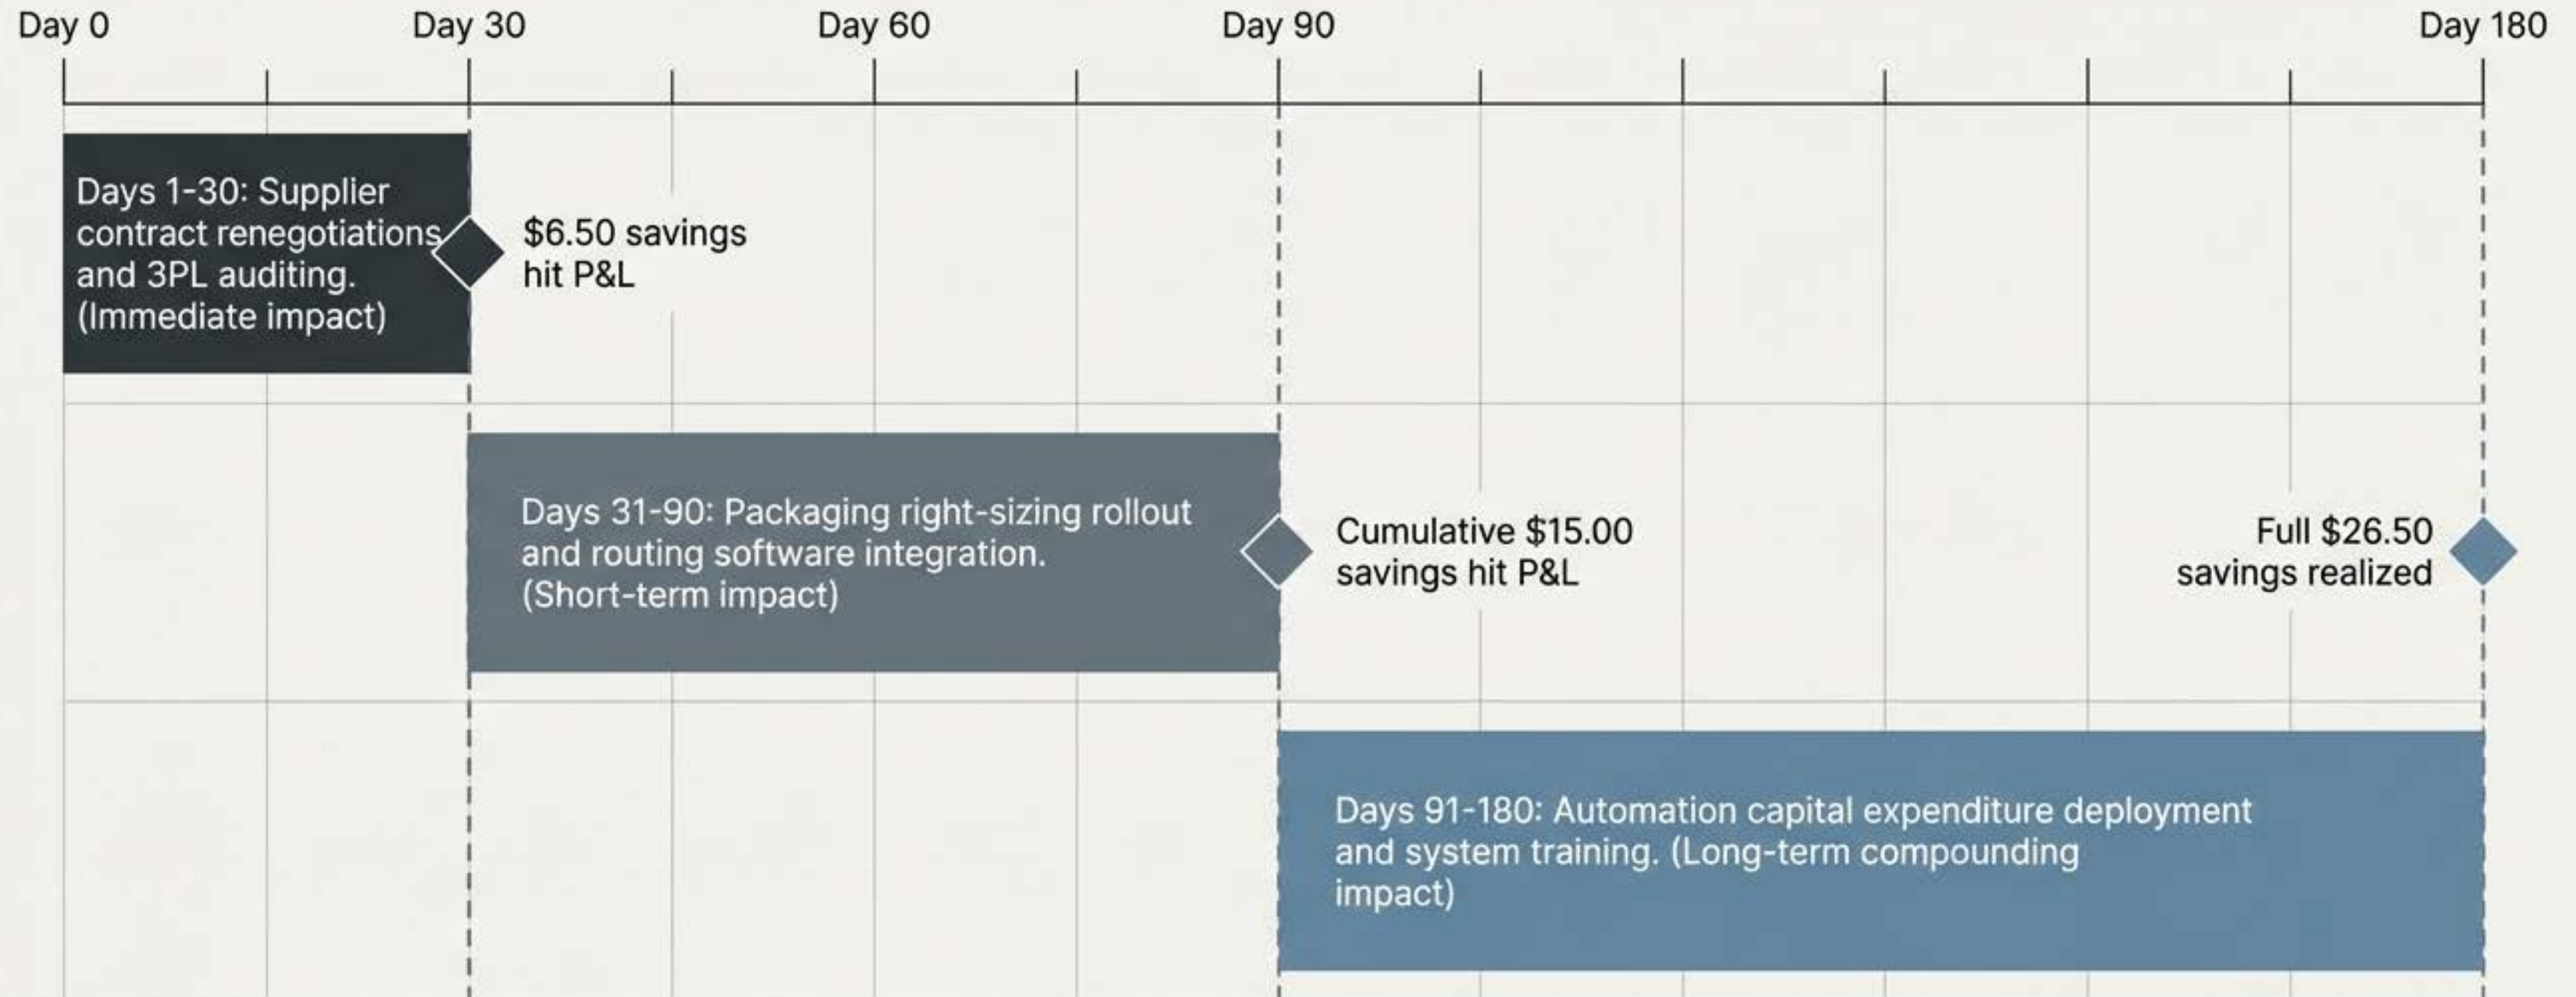 Day 0
Day 30
Day 60
Day 90
Day 180
Days 1-30: Supplier
contract renegotiations
and 3PL auditing.
(Immediate impact)
$6.50 savings
hit P&L
Days 31-90: Packaging right-sizing rollout
and routing software integration.
(Short-term impact)
Cumulative $15.00
savings hit P&L
Full $26.50
savings realized
Days 91-180: Automation capital expenditure deployment
and system training. (Long-term compounding
impact)